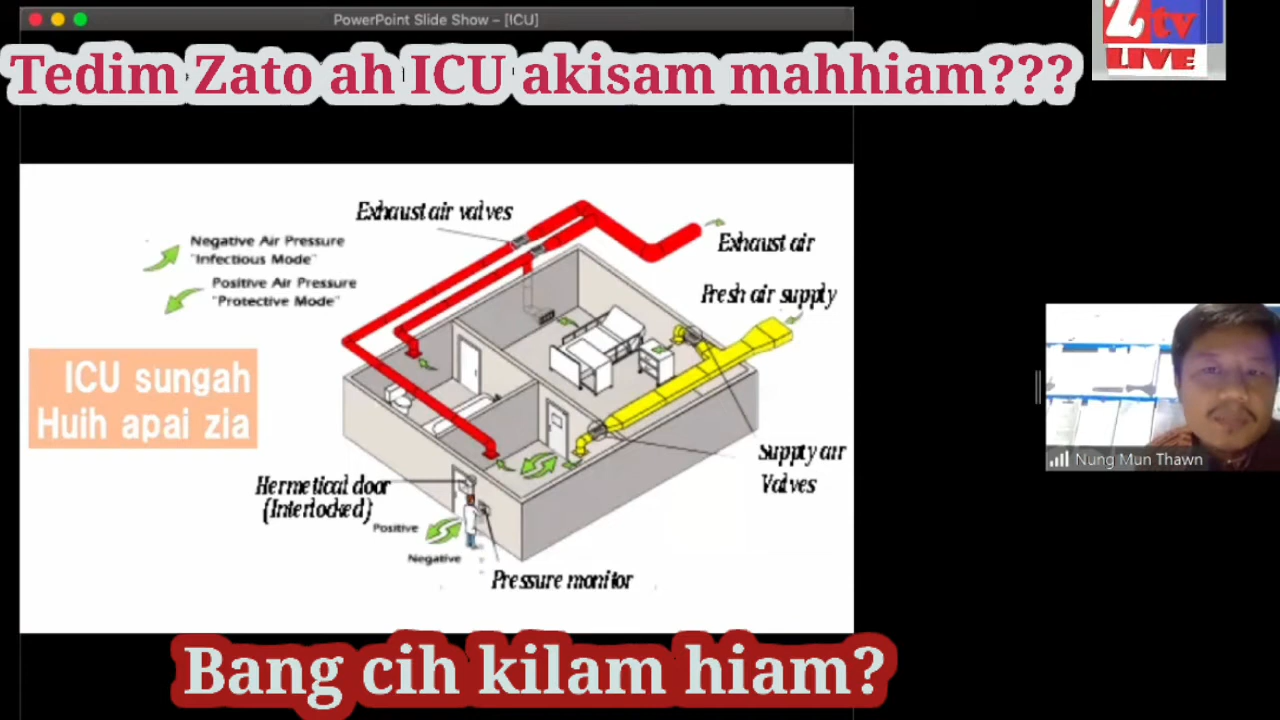 PowerPoint Slide Show – [ICU]
Ztv
LIVE
Tedim Zato ah ICU akisam mahhiam???
Exhaust air valves
Exhaust air
Negative Air Pressure
"Infectious Mode"
Positive Air Pressure
"Protective Mode"
Fresh air supply
ICU sungah
Huih apai zia
Supply air
Valves
Nung Mun Thawn
Hermetical door
(Interlocked)
Positive
Negative
Pressure monitor
Bang cih kilam hiam?